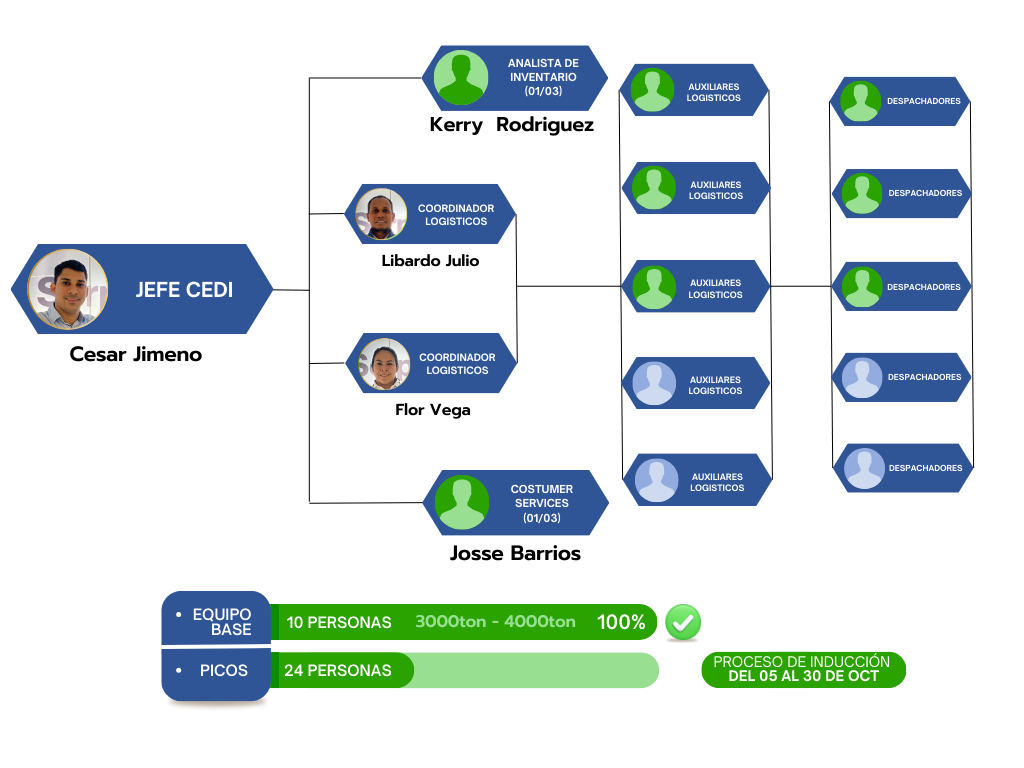 JEFE CEDI
Cesar Jimeno
ANALISTA DE
INVENTARIO
(01/03)
Kerry Rodriguez
COORDINADOR
LOGISTICOS
Libardo Julio
COORDINADOR
LOGISTICOS
Flor Vega
COSTUMER
SERVICES
(01/03)
Josse Barrios
AUXILIARES
LOGISTICOS
AUXILIARES
LOGISTICOS
AUXILIARES
LOGISTICOS
AUXILIARES
LOGISTICOS
AUXILIARES
LOGISTICOS
DESPACHADORES
DESPACHADORES
DESPACHADORES
DESPACHADORES
DESPACHADORES
• EQUIPO
BASE
10 PERSONAS 3000ton - 4000ton 100%
• PICOS
24 PERSONAS
PROCESO DE INDUCCIÓN
DEL 05 AL 30 DE OCT